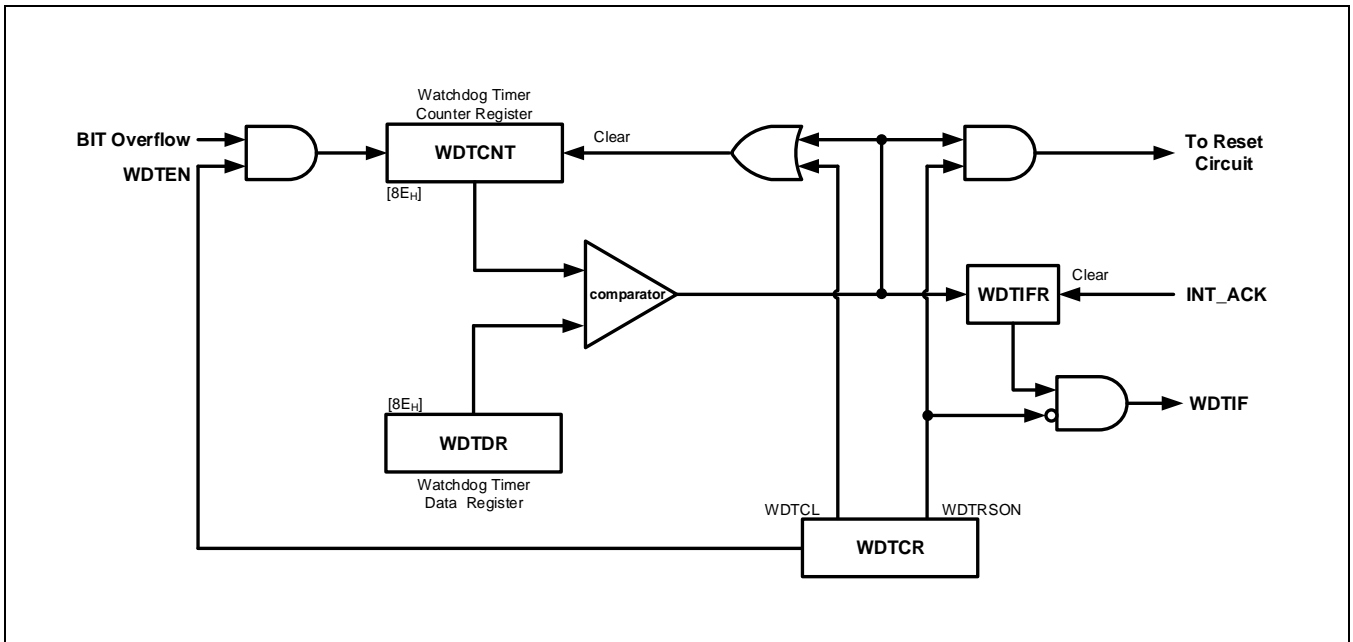 Watchdog Timer
Counter Register
BIT Overflow
WDTEN
WDTCNT
[8EH]
Clear
To Reset
Circuit
comparator
WDTIFR
Clear
INT_ACK
WDTIF
[8EH]
WDTDR
Watchdog Timer
Data Register
WDTCL
WDTRSON
WDTCR